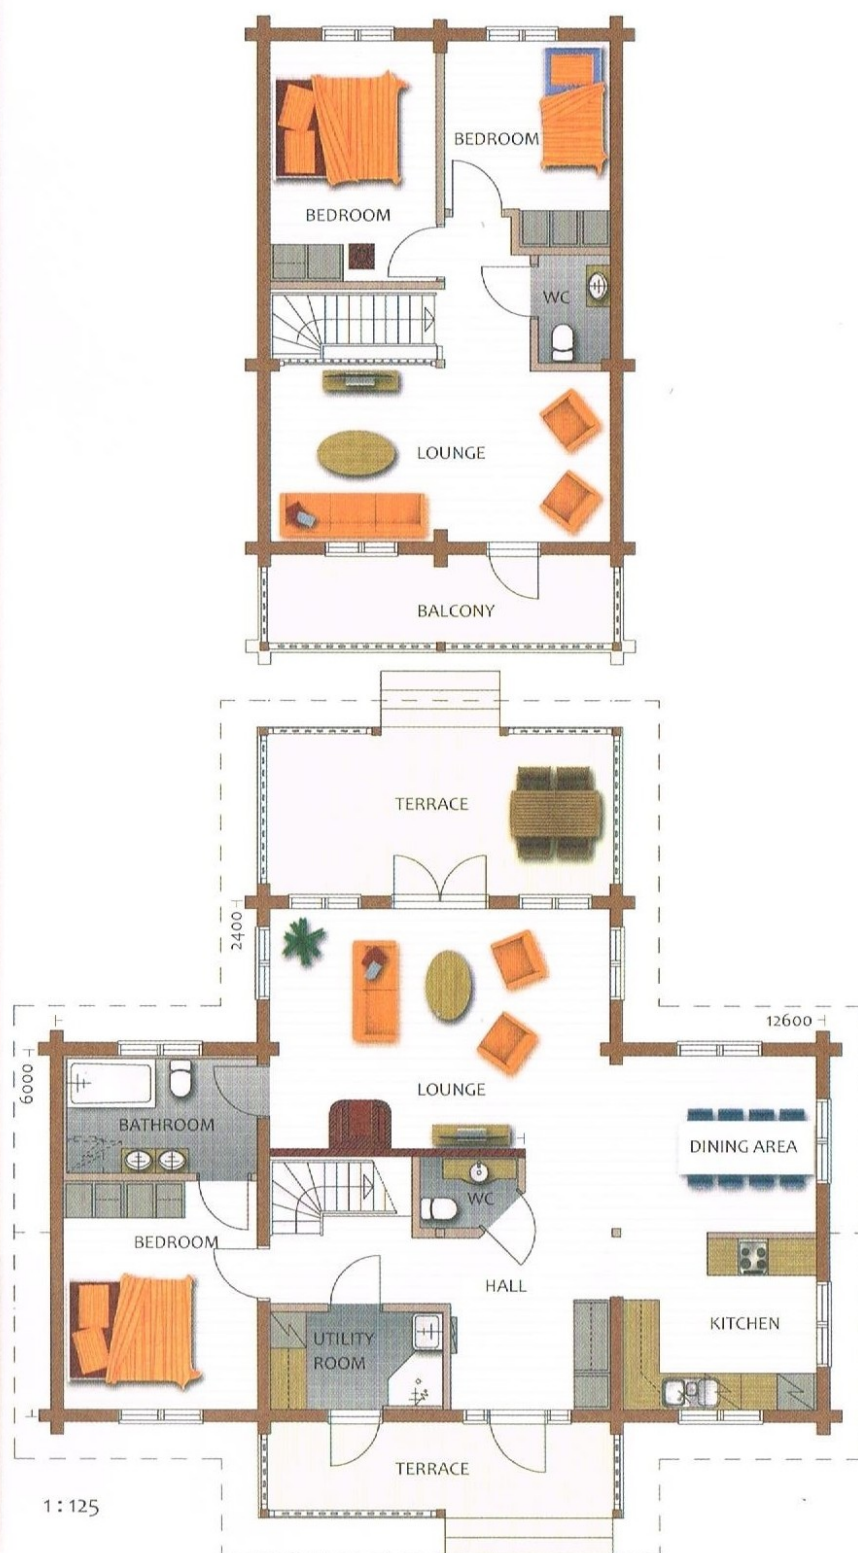 BEDROOM
BEDROOM
WC
LOUNGE
BALCONY
TERRACE
2400
12600
6000
LOUNGE
BATHROOM
DINING AREA
WC
BEDROOM
HALL
KITCHEN
UTILITY
ROOM
TERRACE
1:125